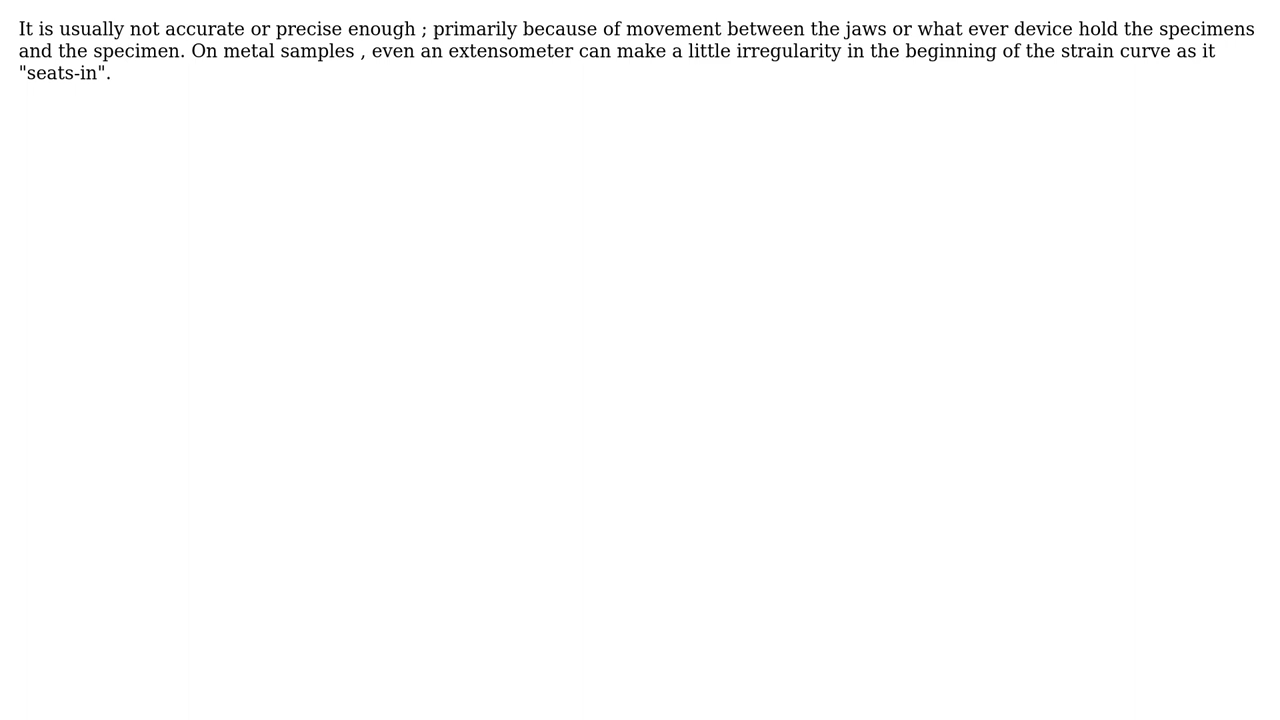 It is usually not accurate or precise enough ; primarily because of movement between the jaws or what ever device hold the specimens
and the specimen. On metal samples , even an extensometer can make a little irregularity in the beginning of the strain curve as it
"seats-in".